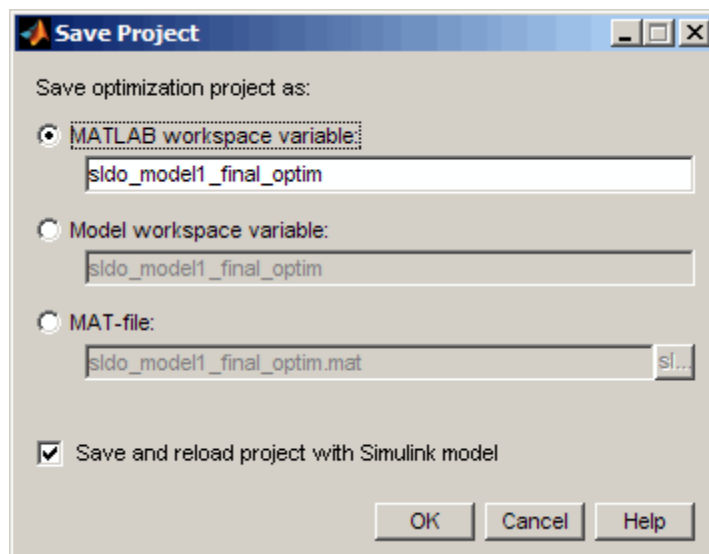 Save Project
Save optimization project as:
MATLAB workspace variable:
sldo_model1_final_optim
Model workspace variable:
sldo_model1_final_optim
MAT-file:
sldo_model1_final_optim.mat
sl...
Save and reload project with Simulink model
OK Cancel Help